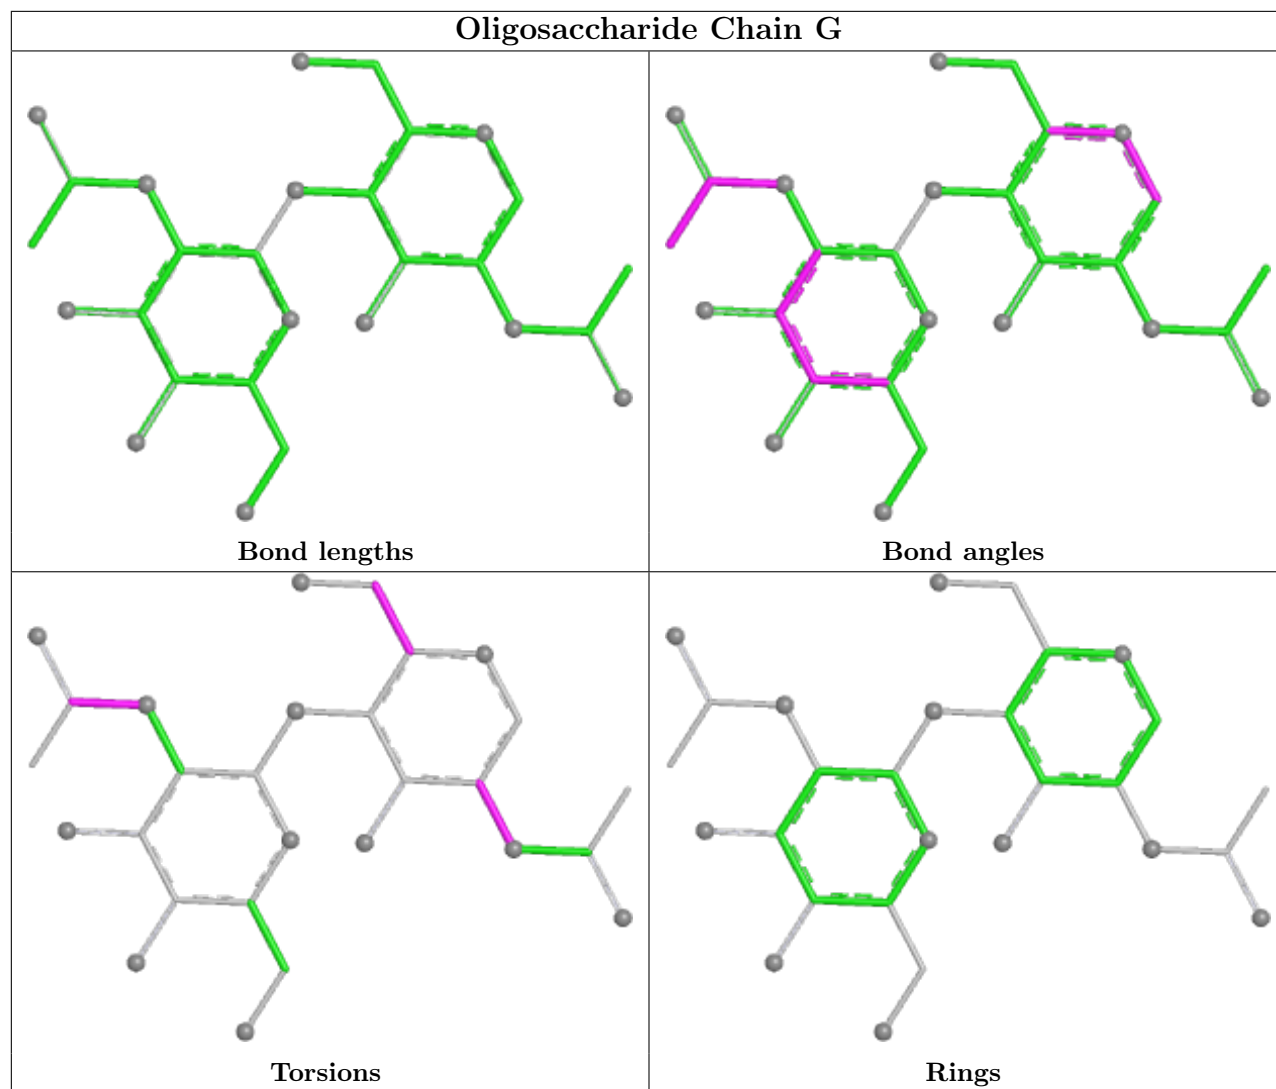 Oligosaccharide Chain G
Bond lengths
Bond angles
Torsions
Rings